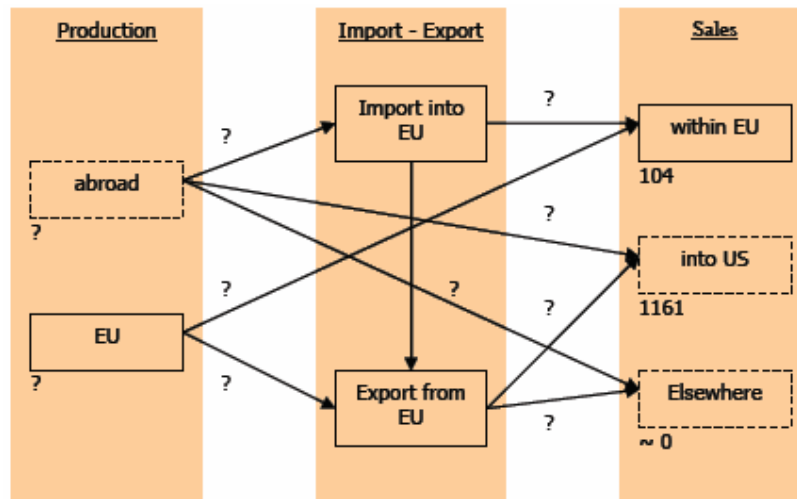 Production
Import - Export
Sales
Import into
EU
?
?
within EU
104
abroad
?
?
into US
1161
?
?
?
EU
?
?
Export from
EU
?
Elsewhere
~ 0